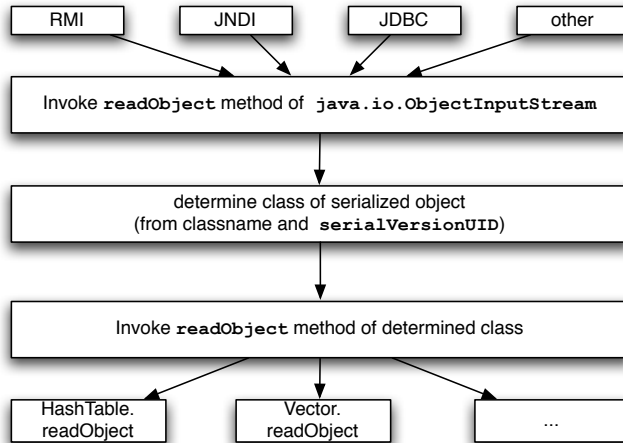 RMI
JNDI
JDBC
other
Invoke readObject method of java.io.ObjectInputStream
determine class of serialized object
(from classname and serialVersionUID)
Invoke readObject method of determined class
HashTable.
readObject
Vector.
readObject
...